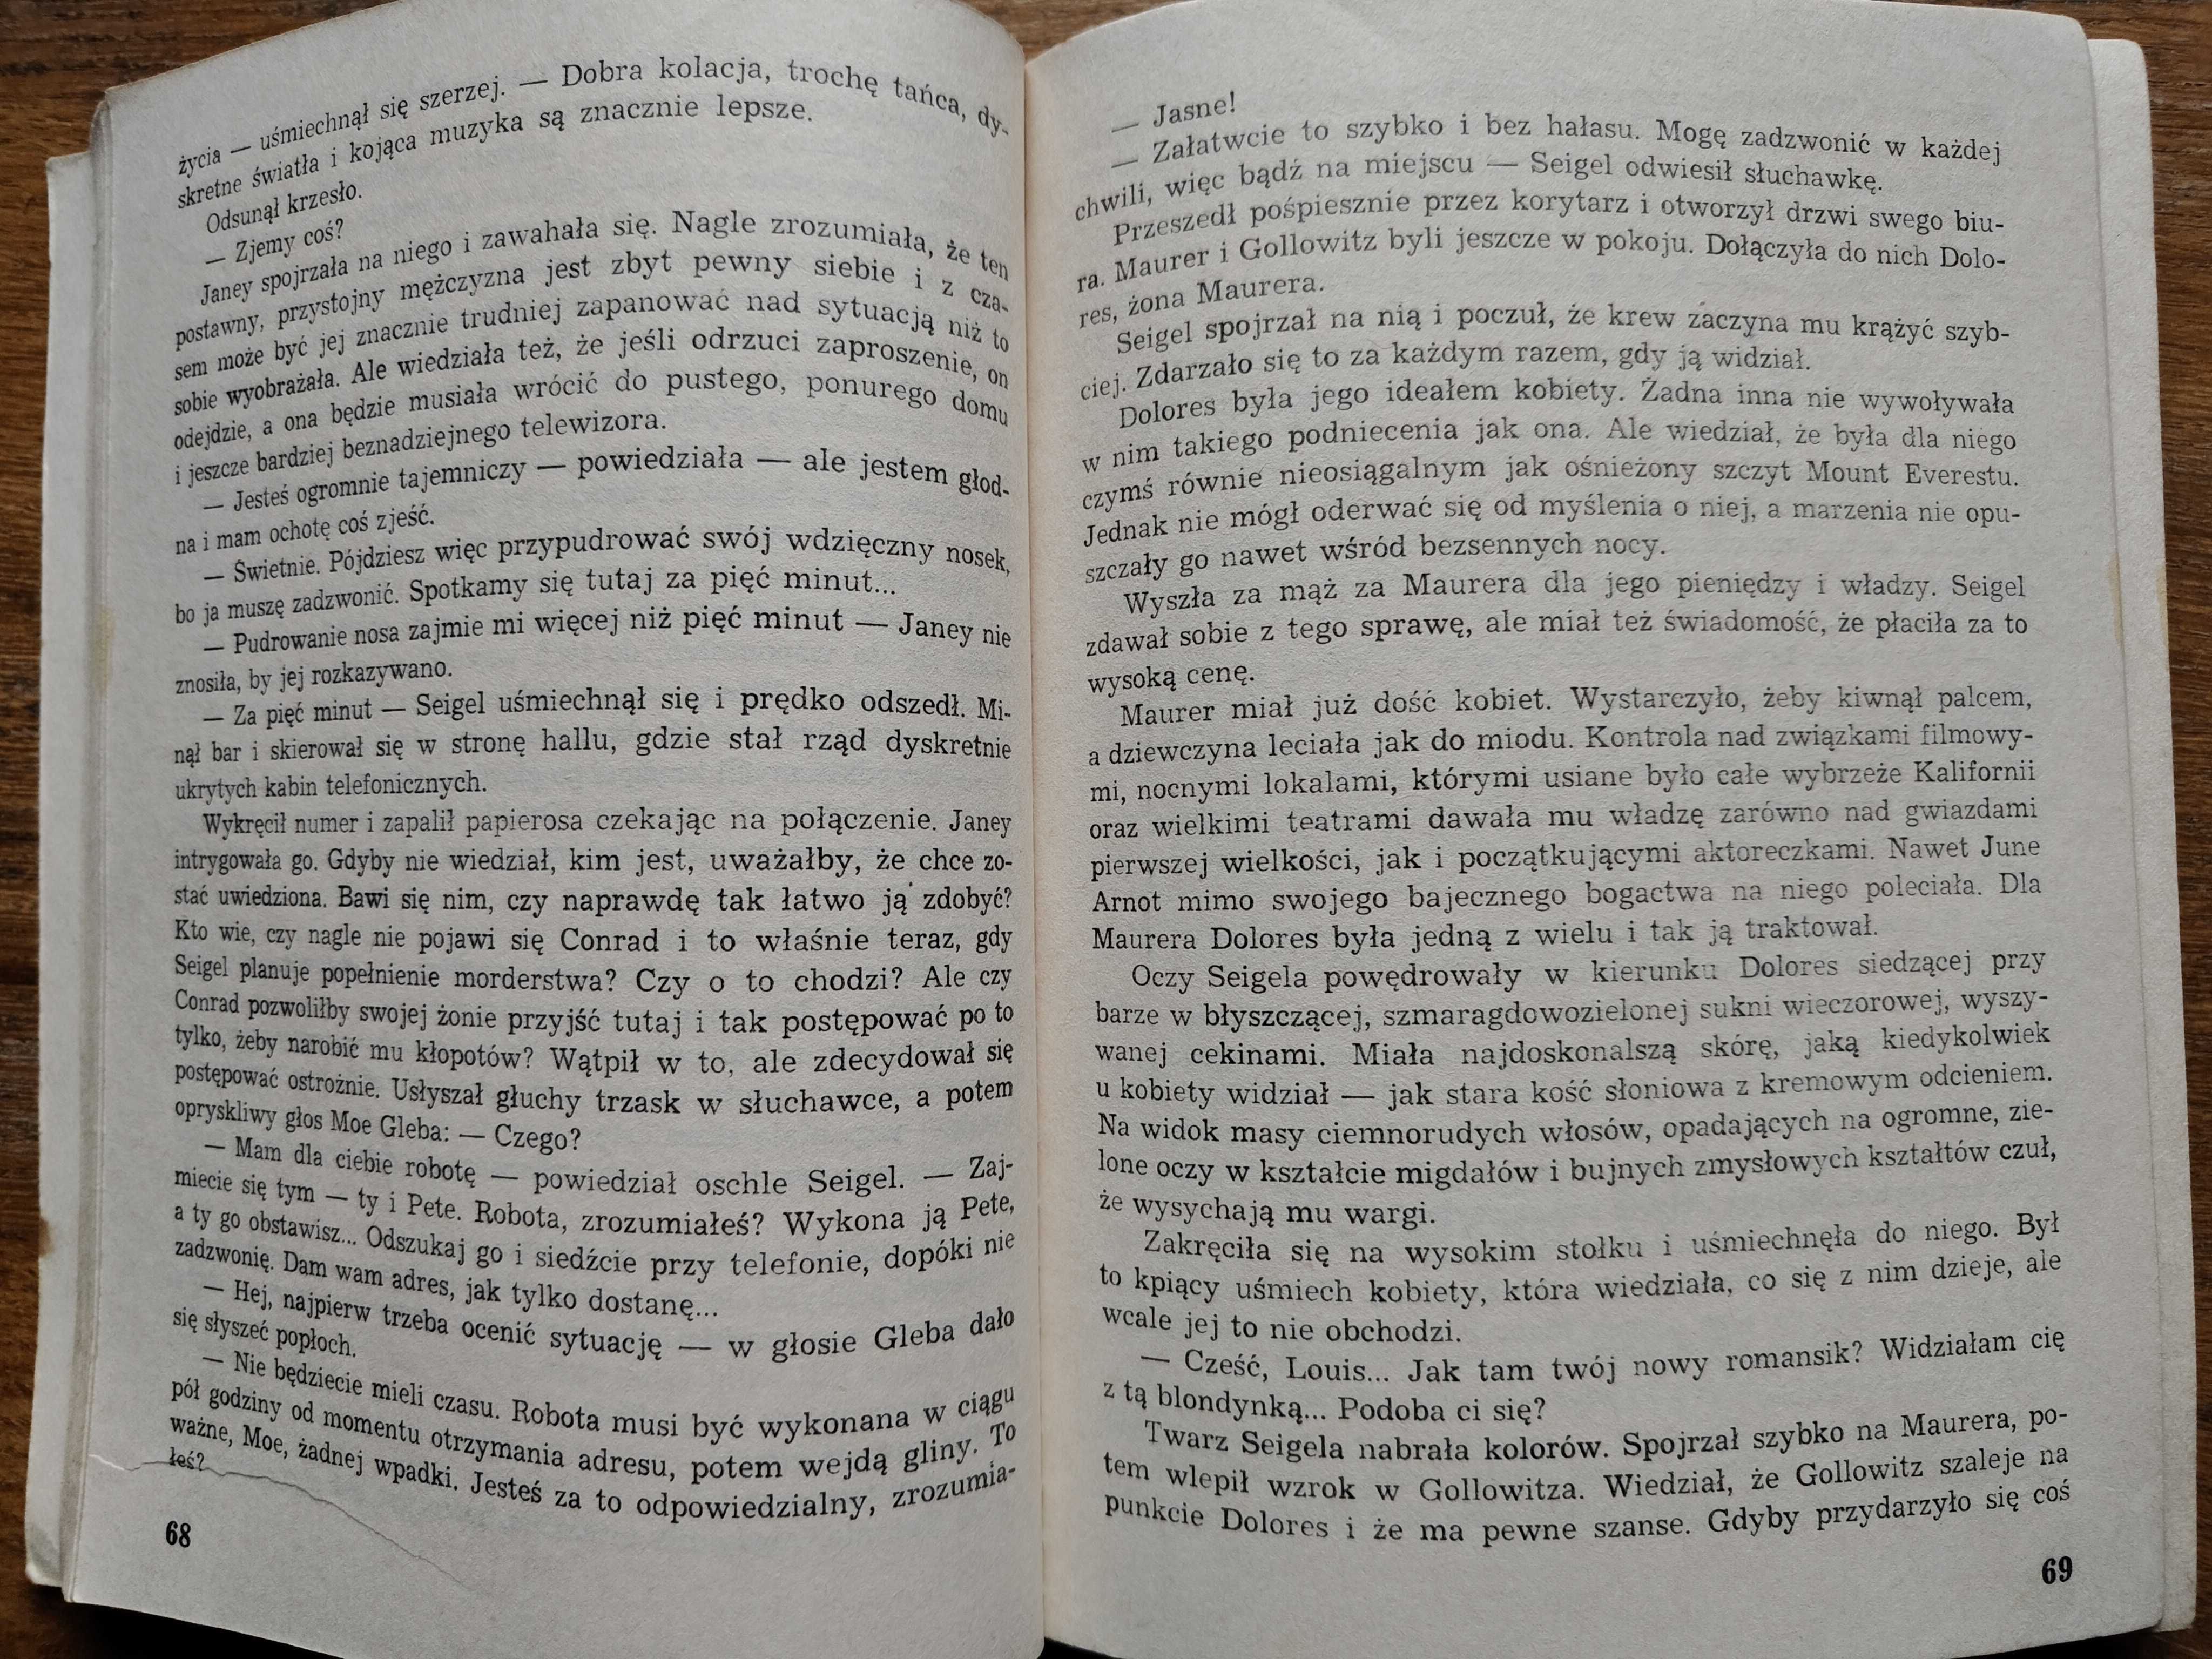 życia — uśmiechnął się szerzej. — Dobra kolacja, trochę tańca, dy-
skretne światła i kojąca muzyka są znacznie lepsze.
Odsunął krzesło.
— Zjemy coś?
Janey spojrzała na niego i zawahała się. Nagle zrozumiała, że ten
postawny, przystojny mężczyzna jest zbyt pewny siebie i z cza-
sem może być jej znacznie trudniej zapanować nad sytuacją niż to
sobie wyobrażała. Ale wiedziała też, że jeśli odrzuci zaproszenie, on
odejdzie, a ona będzie musiała wrócić do pustego, ponurego domu
i jeszcze bardziej beznadziejnego telewizora.
— Jesteś ogromnie tajemniczy — powiedziała — ale jestem głod-
na i mam ochotę coś zjeść.
— Świetnie. Pójdziesz więc przypudrować swój wdzięczny nosek,
bo ja muszę zadzwonić. Spotkamy się tutaj za pięć minut...
— Pudrowanie nosa zajmie mi więcej niż pięć minut — Janey nie
znosiła, by jej rozkazywano.
— Za pięć minut — Seigel uśmiechnął się i prędko odszedł. Mi-
nął bar i skierował się w stronę hallu, gdzie stał rząd dyskretnie
ukrytych kabin telefonicznych.
Wykręcił numer i zapalił papierosa czekając na połączenie. Janey
intrygowała go. Gdyby nie wiedział, kim jest, uważałby, że chce zo-
stać uwiedziona. Bawi się nim, czy naprawdę tak łatwo ją zdobyć?
Kto wie, czy nagle nie pojawi się Conrad i to właśnie teraz, gdy
Seigel planuje popełnienie morderstwa? Czy o to chodzi? Ale czy
Conrad pozwoliłby swojej żonie przyjść tutaj i tak postępować po to
tylko, żeby narobić mu kłopotów? Wątpił w to, ale zdecydował się
postępować ostrożnie. Usłyszał głuchy trzask w słuchawce, a potem
opryskliwy głos Moe Gleba: — Czego?
— Mam dla ciebie robotę — powiedział oschle Seigel. — Zaj-
miecie się tym — ty i Pete. Robota, zrozumiałeś? Wykona ją Pete,
a ty go obstawisz... Odszukaj go i siedźcie przy telefonie, dopóki nie
zadzwonię. Dam wam adres, jak tylko dostanę...
— Hej, najpierw trzeba ocenić sytuację — w głosie Gleba dało
się słyszeć popłoch.
— Nie będziecie mieli czasu. Robota musi być wykonana w ciągu
pół godziny od momentu otrzymania adresu, potem wejdą gliny. To
ważne, Moe, żadnej wpadki. Jesteś za to odpowiedzialny, zrozumia-
łeś?
68
— Jasne!
— Załatwcie to szybko i bez hałasu. Mogę zadzwonić w każdej
chwili, więc bądź na miejscu — Seigel odwiesił słuchawkę.
Przeszedł pośpiesznie przez korytarz i otworzył drzwi swego biu-
ra. Maurer i Gollowitz byli jeszcze w pokoju. Dołączyła do nich Dolo-
res, żona Maurera.
Seigel spojrzał na nią i poczuł, że krew zaczyna mu krążyć szyb-
ciej. Zdarzało się to za każdym razem, gdy ją widział.
Dolores była jego ideałem kobiety. Żadna inna nie wywoływała
w nim takiego podniecenia jak ona. Ale wiedział, że była dla niego
czymś równie nieosiągalnym jak ośnieżony szczyt Mount Everestu.
Jednak nie mógł oderwać się od myślenia o niej, a marzenia nie opu-
szczały go nawet wśród bezsennych nocy.
Wyszła za mąż za Maurera dla jego pieniędzy i władzy. Seigel
zdawał sobie z tego sprawę, ale miał też świadomość, że płaciła za to
wysoką cenę.
Maurer miał już dość kobiet. Wystarczyło, żeby kiwnął palcem,
a dziewczyna leciała jak do miodu. Kontrola nad związkami filmowy-
mi, nocnymi lokalami, którymi usiane było całe wybrzeże Kalifornii
oraz wielkimi teatrami dawała mu władzę zarówno nad gwiazdami
pierwszej wielkości, jak i początkującymi aktoreczkami. Nawet June
Arnot mimo swojego bajecznego bogactwa na niego poleciała. Dla
Maurera Dolores była jedną z wielu i tak ją traktował.
Oczy Seigela powędrowały w kierunku Dolores siedzącej przy
barze w błyszczącej, szmaragdowozielonej sukni wieczorowej, wyszy-
wanej cekinami. Miała najdoskonalszą skórę, jaką kiedykolwiek
u kobiety widział — jak stara kość słoniowa z kremowym odcieniem.
Na widok masy ciemnorudych włosów, opadających na ogromne, zie-
lone oczy w kształcie migdałów i bujnych zmysłowych kształtów czuł,
że wysychają mu wargi.
Zakręciła się na wysokim stołku i uśmiechnęła do niego. Był
to kpiący uśmiech kobiety, która wiedziała, co się z nim dzieje, ale
wcale jej to nie obchodzi.
— Cześć, Louis... Jak tam twój nowy romansik? Widziałam cię
z tą blondynką... Podoba ci się?
Twarz Seigela nabrała kolorów. Spojrzał szybko na Maurera, po-
tem wlepił wzrok w Gollowitza. Wiedział, że Gollowitz szaleje na
punkcie Dolores i że ma pewne szanse. Gdyby przydarzyło się coś
69